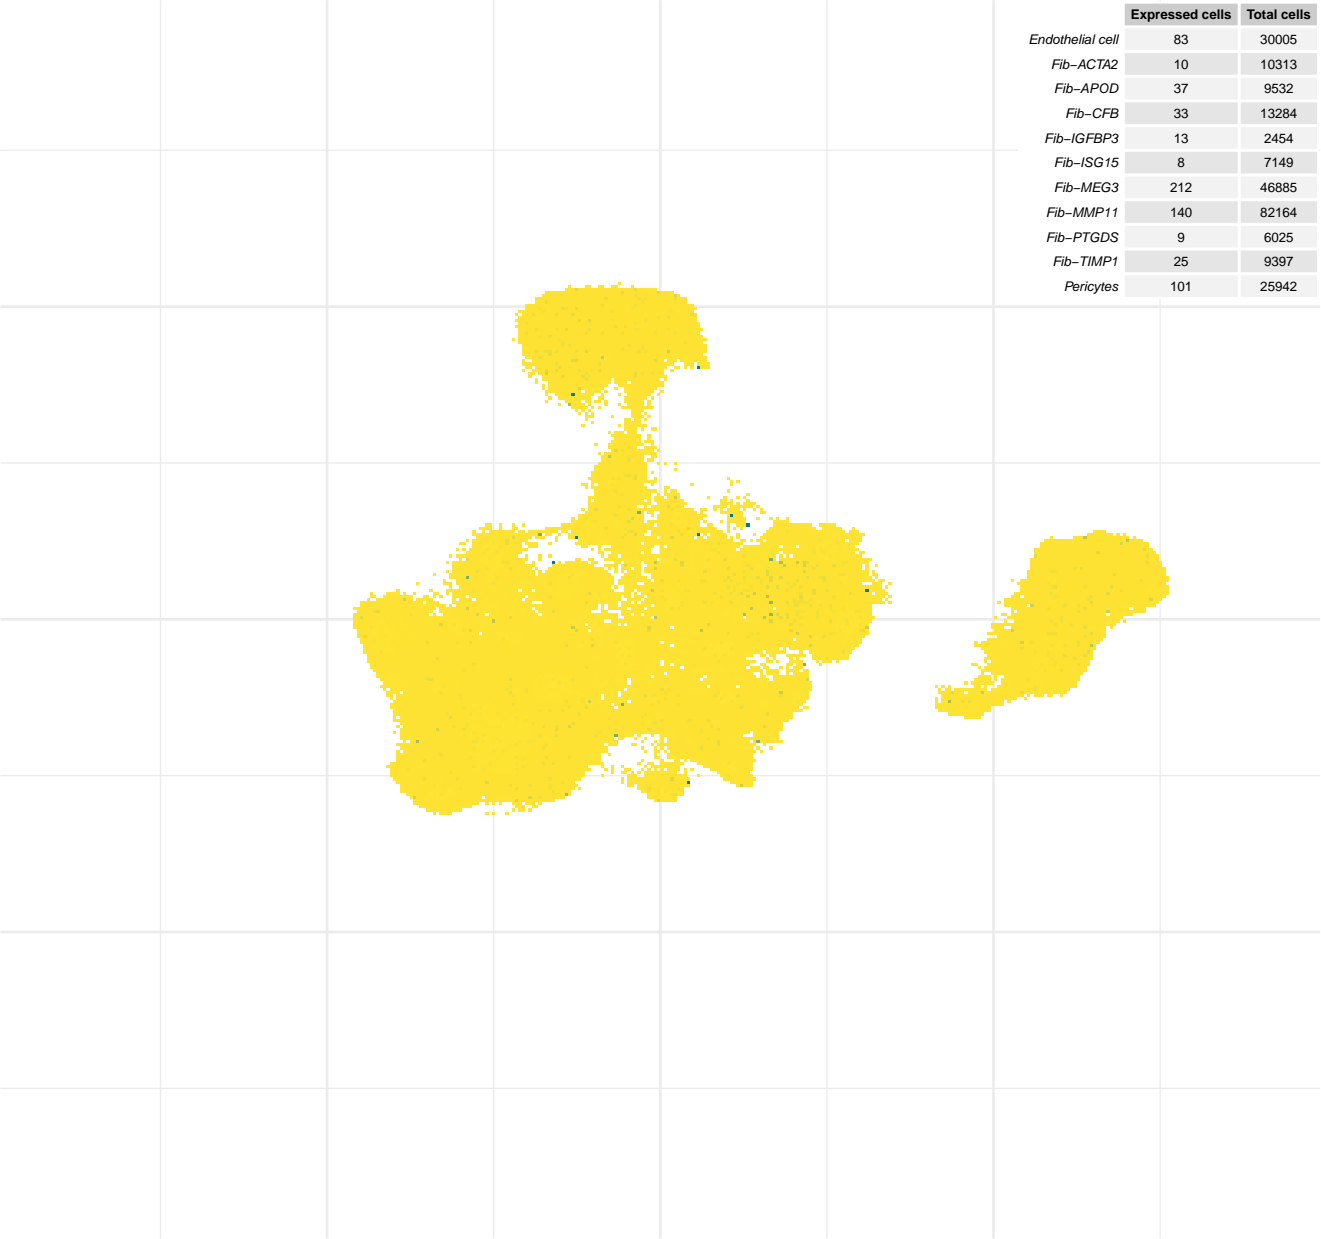 Expressed cells Total cells
Endothelial cell 83 30005
Fib−ACTA2 10 10313
Fib−APOD 37 9532
Fib−CFB 33 13284
Fib−IGFBP3 13 2454
Fib−ISG15 8 7149
Fib−MEG3 212 46885
Fib−MMP11 140 82164
Fib−PTGDS 9 6025
Fib−TIMP1 25 9397
Pericytes 101 25942